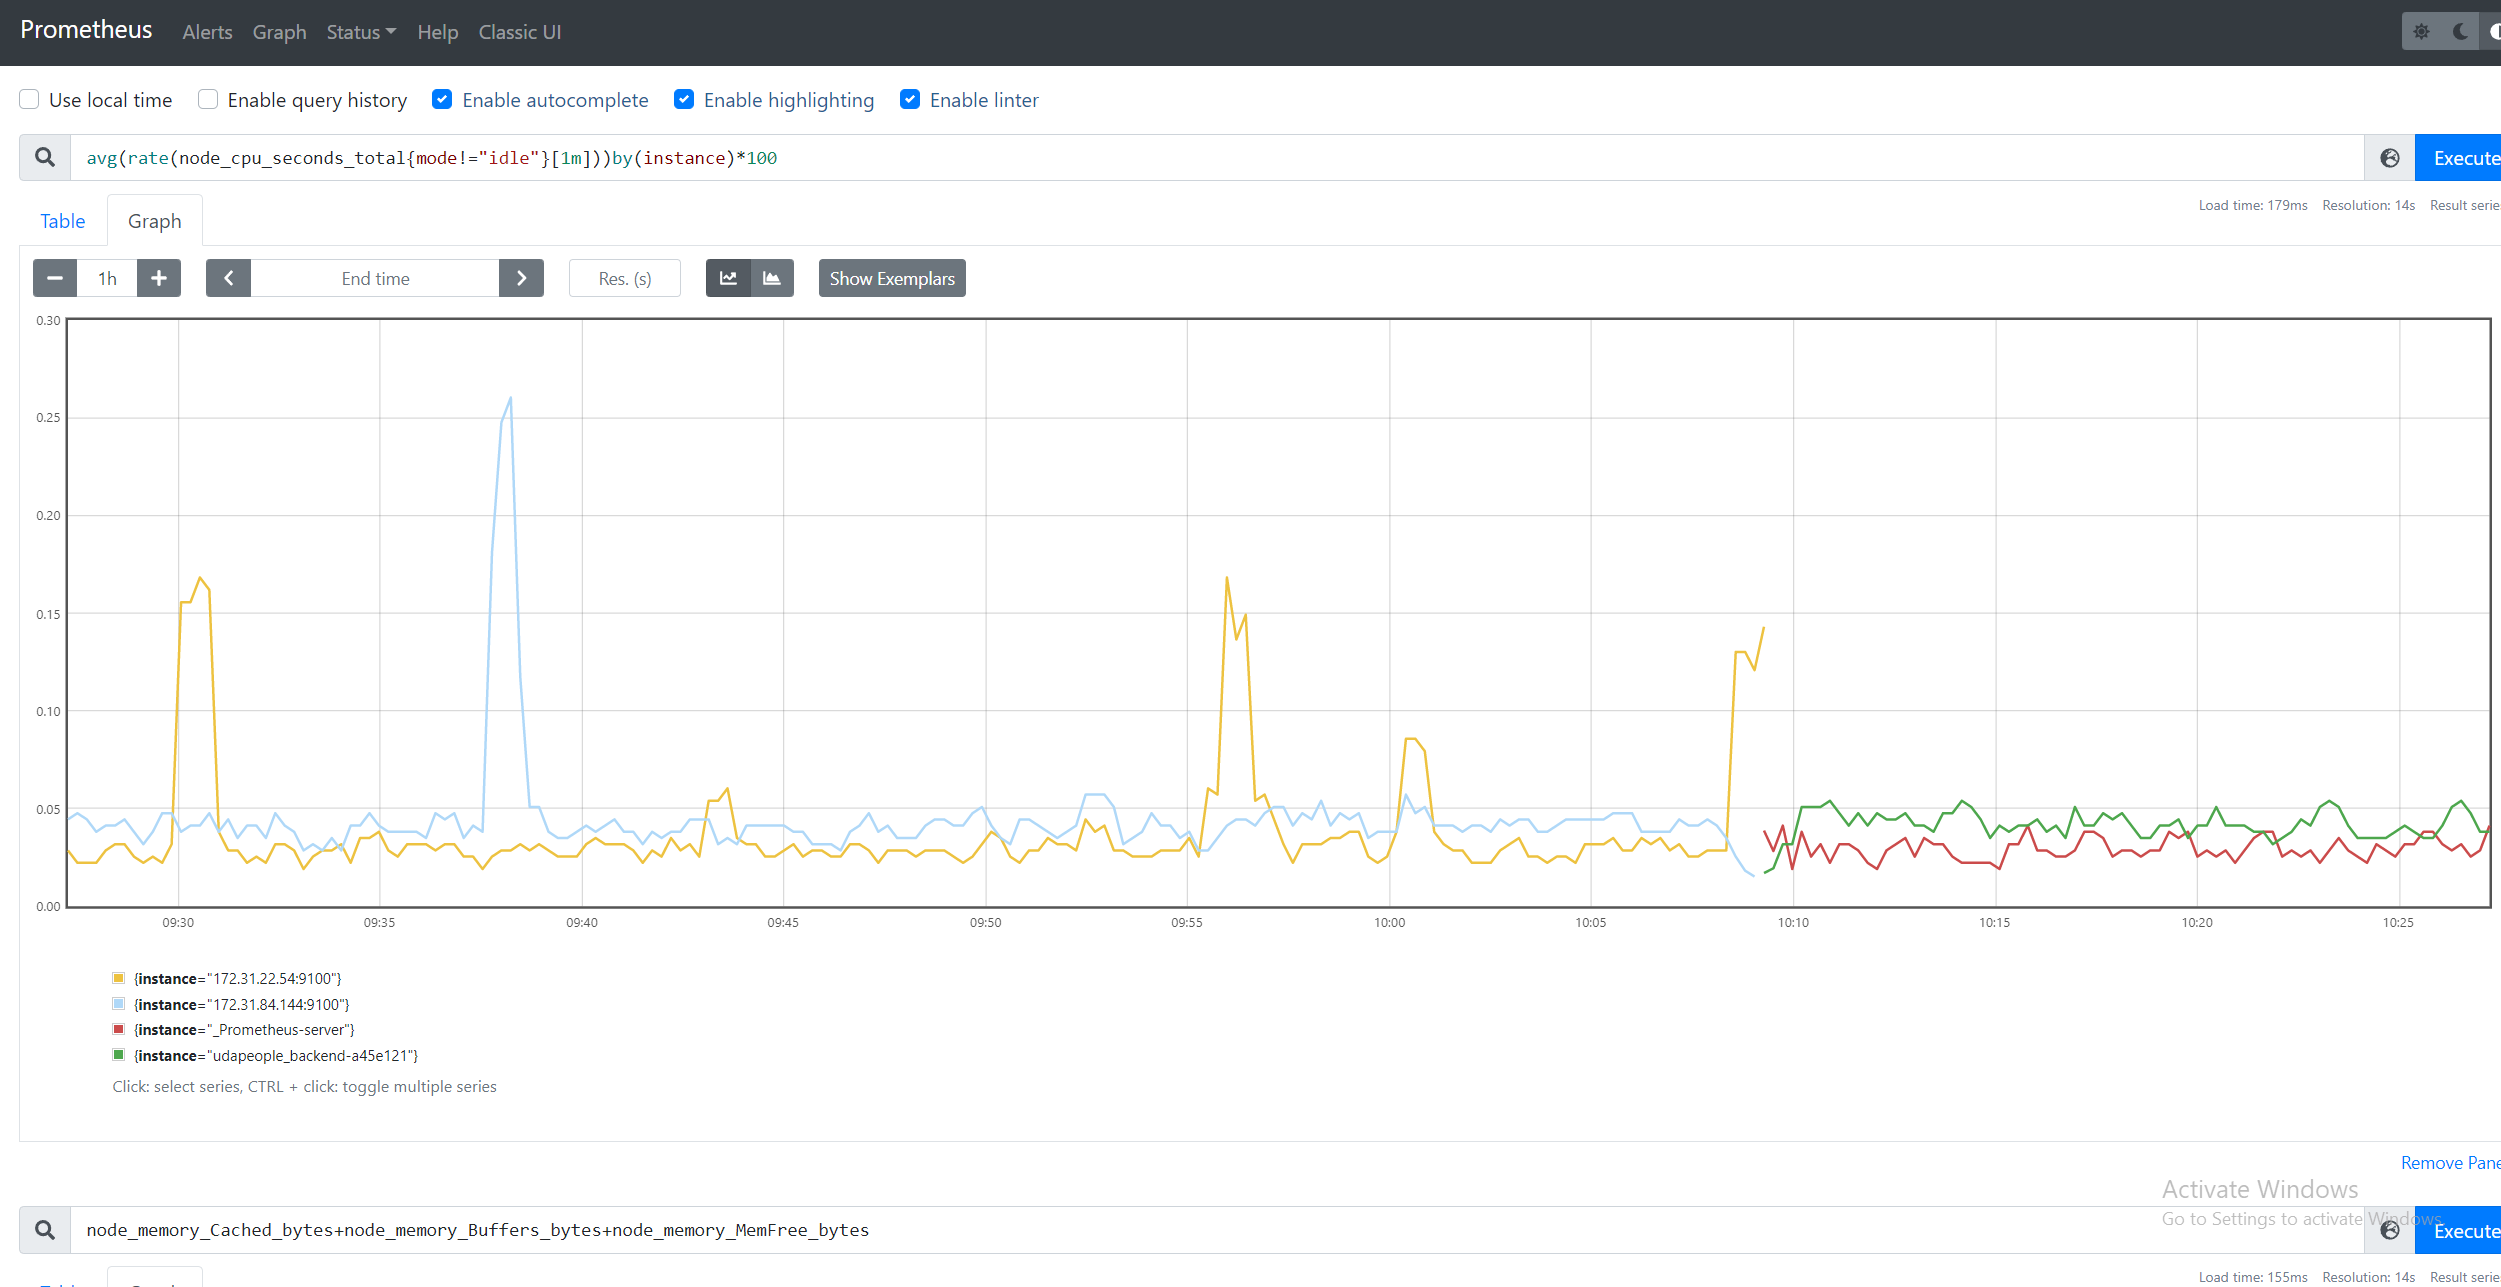 Prometheus Alerts Graph Status Help Classic UI
Use local time Enable query history Enable autocomplete Enable highlighting Enable linter
avg(rate(node_cpu_seconds_total{mode!="idle"}[1m]))by(instance)*100 Execute
Table Graph Load time: 179ms Resolution: 14s Result serie
1h End time Res. (s) Show Exemplars
0.30
0.25
0.20
0.15
0.10
0.05
0.00
09:30 09:35 09:40 09:45 09:50 09:55 10:00 10:05 10:10 10:15 10:20 10:25
{instance="172.31.22.54:9100"}
{instance="172.31.84.144:9100"}
{instance="_Prometheus-server"}
{instance="udapeople_backend-a45e121"}
Click: select series, CTRL + click: toggle multiple series
Remove Pane
Activate Windows
Go to Settings to activate Windows.
node_memory_Cached_bytes+node_memory_Buffers_bytes+node_memory_MemFree_bytes Execute
Load time: 155ms Resolution: 14s Result serie